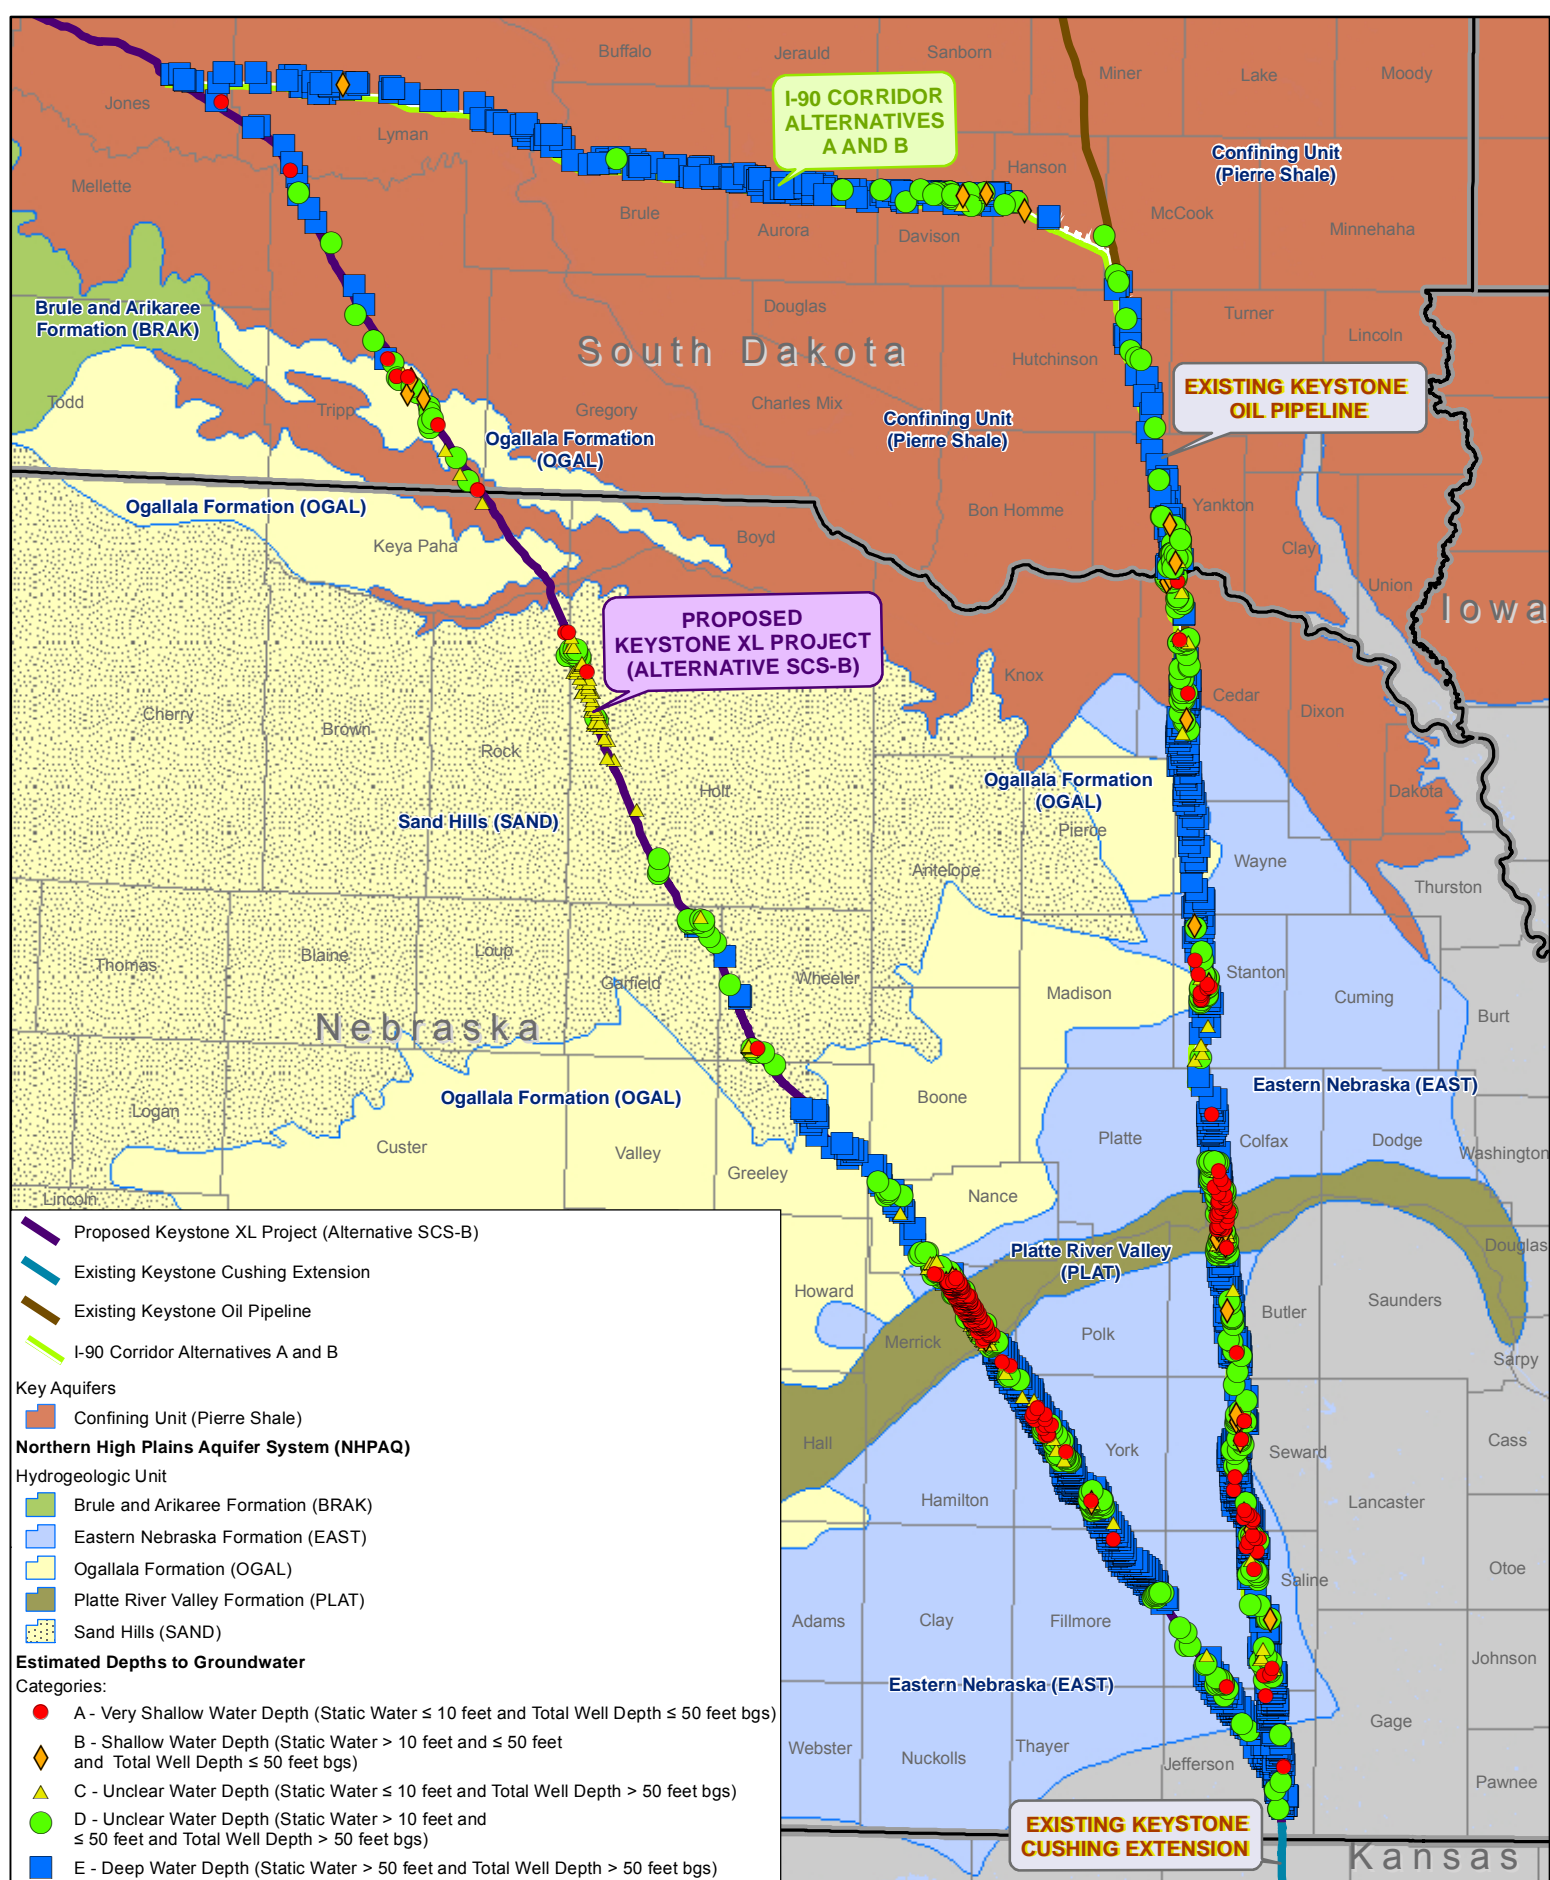 Buffalo
Jerauld
Sanborn
Miner
Lake
Moody
Jones
Lyman
I-90 CORRIDOR
ALTERNATIVES
A AND B
Hanson
Confining Unit
(Pierre Shale)
Mellette
Brule
Aurora
Davison
McCook
Minnehaha
Brule and Arikaree
Formation (BRAK)
Douglas
Turner
Lincoln
South Dakota
Hutchinson
EXISTING KEYSTONE
OIL PIPELINE
Todd
Tripp
Gregory
Charles Mix
Confining Unit
(Pierre Shale)
Ogallala Formation
(OGAL)
Ogallala Formation (OGAL)
Bon Homme
Yankton
Keya Paha
Boyd
Clay
Union
Iowa
PROPOSED
KEYSTONE XL PROJECT
(ALTERNATIVE SCS-B)
Knox
Cedar
Dixon
Cherry
Brown
Rock
Holt
Ogallala Formation
(OGAL)
Dakota
Sand Hills (SAND)
Pierce
Antelope
Wayne
Thurston
Thomas
Blaine
Loup
Garfield
Wheeler
Stanton
Madison
Cuming
Burt
Nebraska
Logan
Ogallala Formation (OGAL)
Boone
Eastern Nebraska (EAST)
Custer
Valley
Greeley
Platte
Colfax
Dodge
Washington
Lincoln
Nance
Platte River Valley
(PLAT)
Douglas
Howard
Butler
Saunders
Merrick
Polk
Sarpy
Hall
York
Seward
Cass
Hamilton
Lancaster
Otoe
Saline
Adams
Clay
Fillmore
Johnson
Eastern Nebraska (EAST)
Gage
Webster
Nuckolls
Thayer
Jefferson
Pawnee
EXISTING KEYSTONE
CUSHING EXTENSION
Kansas
Proposed Keystone XL Project (Alternative SCS-B)
Existing Keystone Cushing Extension
Existing Keystone Oil Pipeline
I-90 Corridor Alternatives A and B
Key Aquifers
Confining Unit (Pierre Shale)
Northern High Plains Aquifer System (NHPAQ)
Hydrogeologic Unit
Brule and Arikaree Formation (BRAK)
Eastern Nebraska Formation (EAST)
Ogallala Formation (OGAL)
Platte River Valley Formation (PLAT)
Sand Hills (SAND)
Estimated Depths to Groundwater
Categories:
A - Very Shallow Water Depth (Static Water ≤ 10 feet and Total Well Depth ≤ 50 feet bgs)
B - Shallow Water Depth (Static Water > 10 feet and ≤ 50 feet
and Total Well Depth ≤ 50 feet bgs)
C - Unclear Water Depth (Static Water ≤ 10 feet and Total Well Depth > 50 feet bgs)
D - Unclear Water Depth (Static Water > 10 feet and
≤ 50 feet and Total Well Depth > 50 feet bgs)
E - Deep Water Depth (Static Water > 50 feet and Total Well Depth > 50 feet bgs)